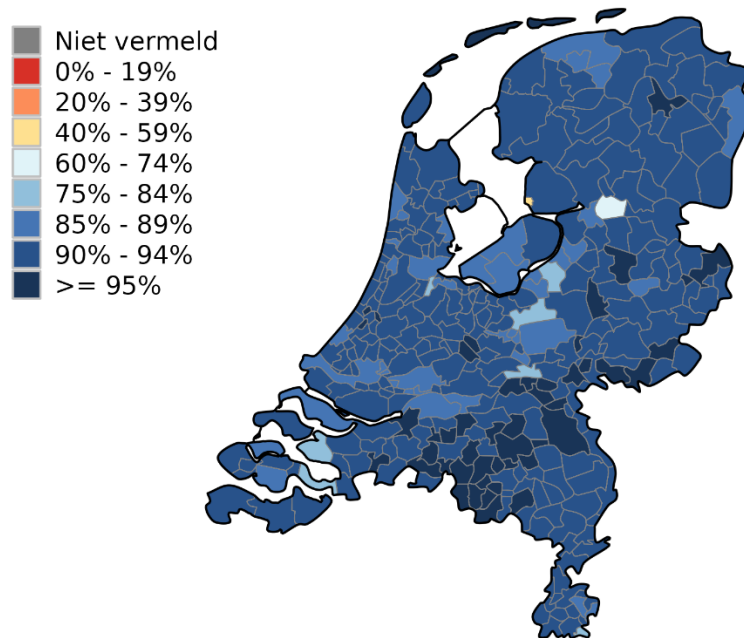 Niet vermeld
0% - 19%
20% - 39%
40% - 59%
60% - 74%
75% - 84%
85% - 89%
90% - 94%
>= 95%